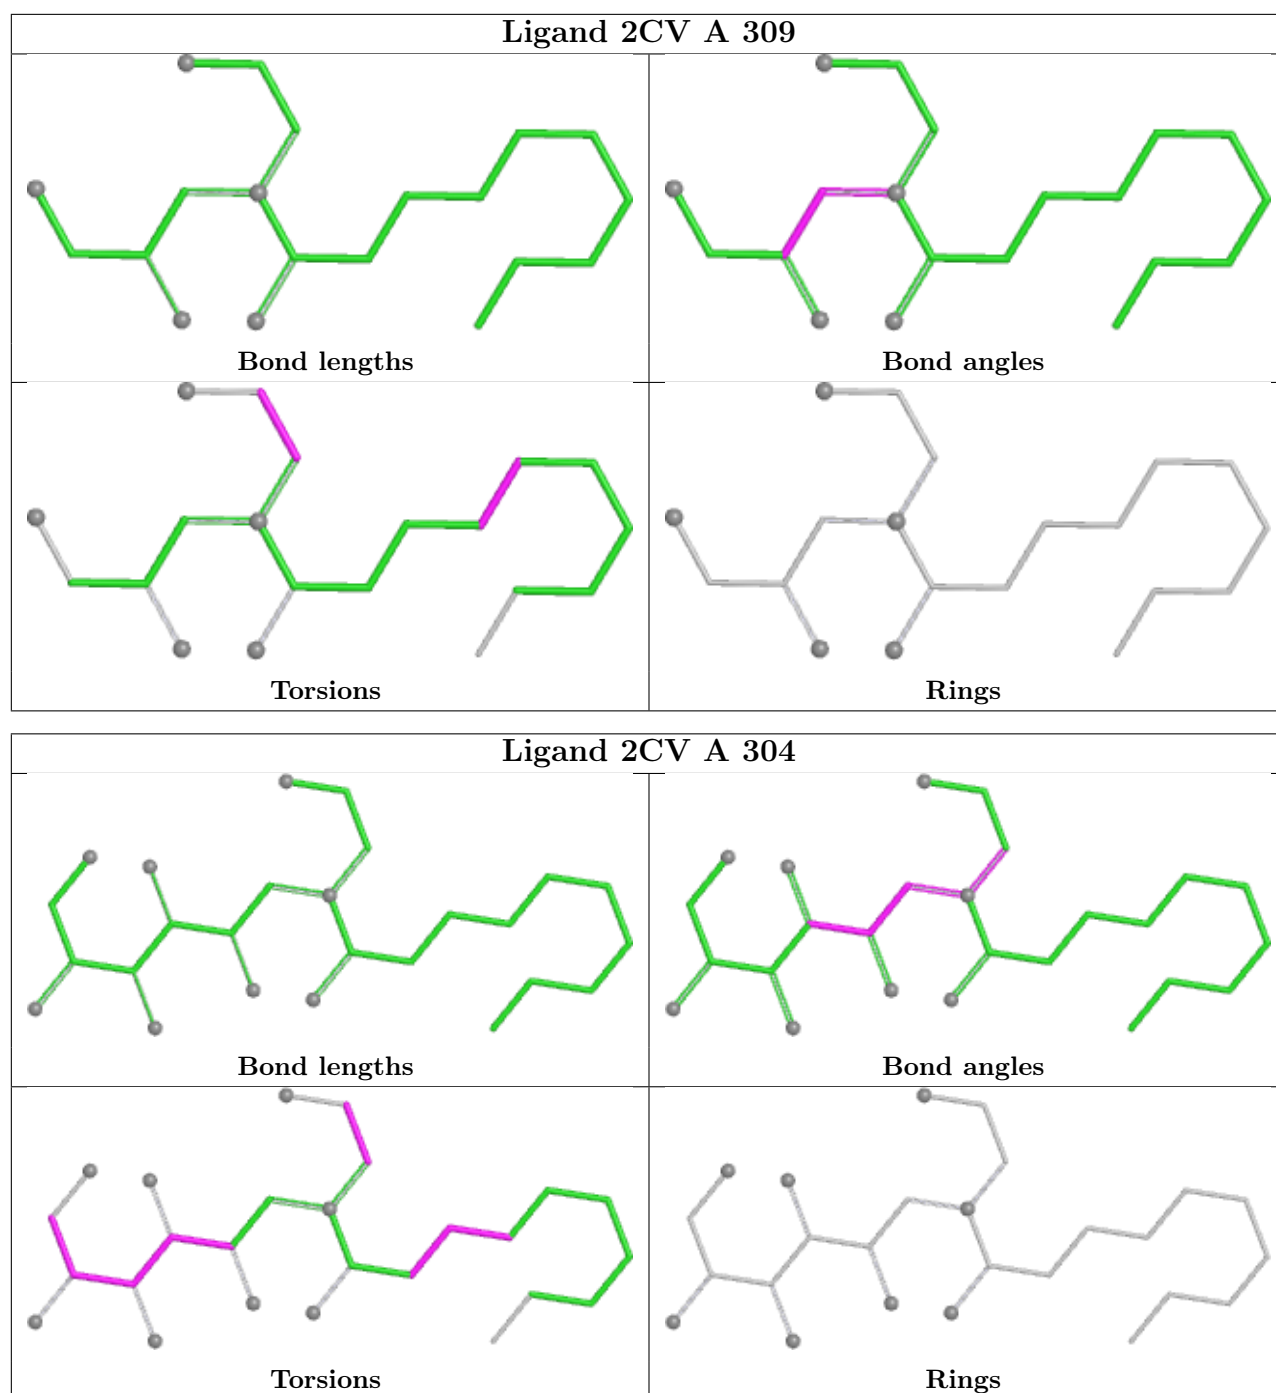 Ligand 2CV A 309
Bond lengths
Bond angles
Torsions
Rings
Ligand 2CV A 304
Bond lengths
Bond angles
Torsions
Rings